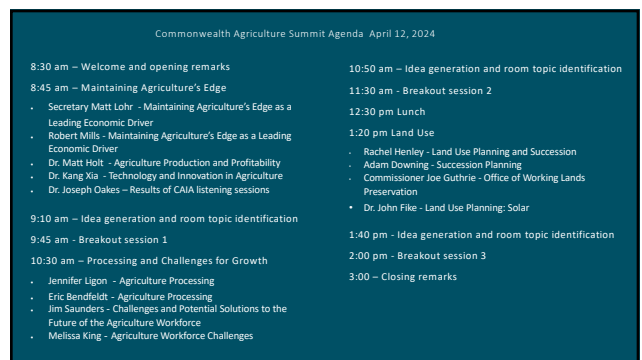 Commonwealth Agriculture Summit Agenda April 12, 2024
8:30 am – Welcome and opening remarks
8:45 am – Maintaining Agriculture's Edge
• Secretary Matt Lohr - Maintaining Agriculture's Edge as a
Leading Economic Driver
• Robert Mills - Maintaining Agriculture's Edge as a Leading
Economic Driver
• Dr. Matt Holt - Agriculture Production and Profitability
• Dr. Kang Xia - Technology and Innovation in Agriculture
• Dr. Joseph Oakes – Results of CAIA listening sessions
9:10 am – Idea generation and room topic identification
9:45 am - Breakout session 1
10:30 am – Processing and Challenges for Growth
• Jennifer Ligon - Agriculture Processing
• Eric Bendfeldt - Agriculture Processing
• Jim Saunders - Challenges and Potential Solutions to the
Future of the Agriculture Workforce
• Melissa King – Agriculture Workforce Challenges
10:50 am – Idea generation and room topic identification
11:30 am - Breakout session 2
12:30 pm Lunch
1:20 pm Land Use
• Rachel Henley - Land Use Planning and Succession
• Adam Downing - Succession Planning
• Commissioner Joe Guthrie - Office of Working Lands
Preservation
• Dr. John Fike - Land Use Planning: Solar
1:40 pm - Idea generation and room topic identification
2:00 pm - Breakout session 3
3:00 – Closing remarks